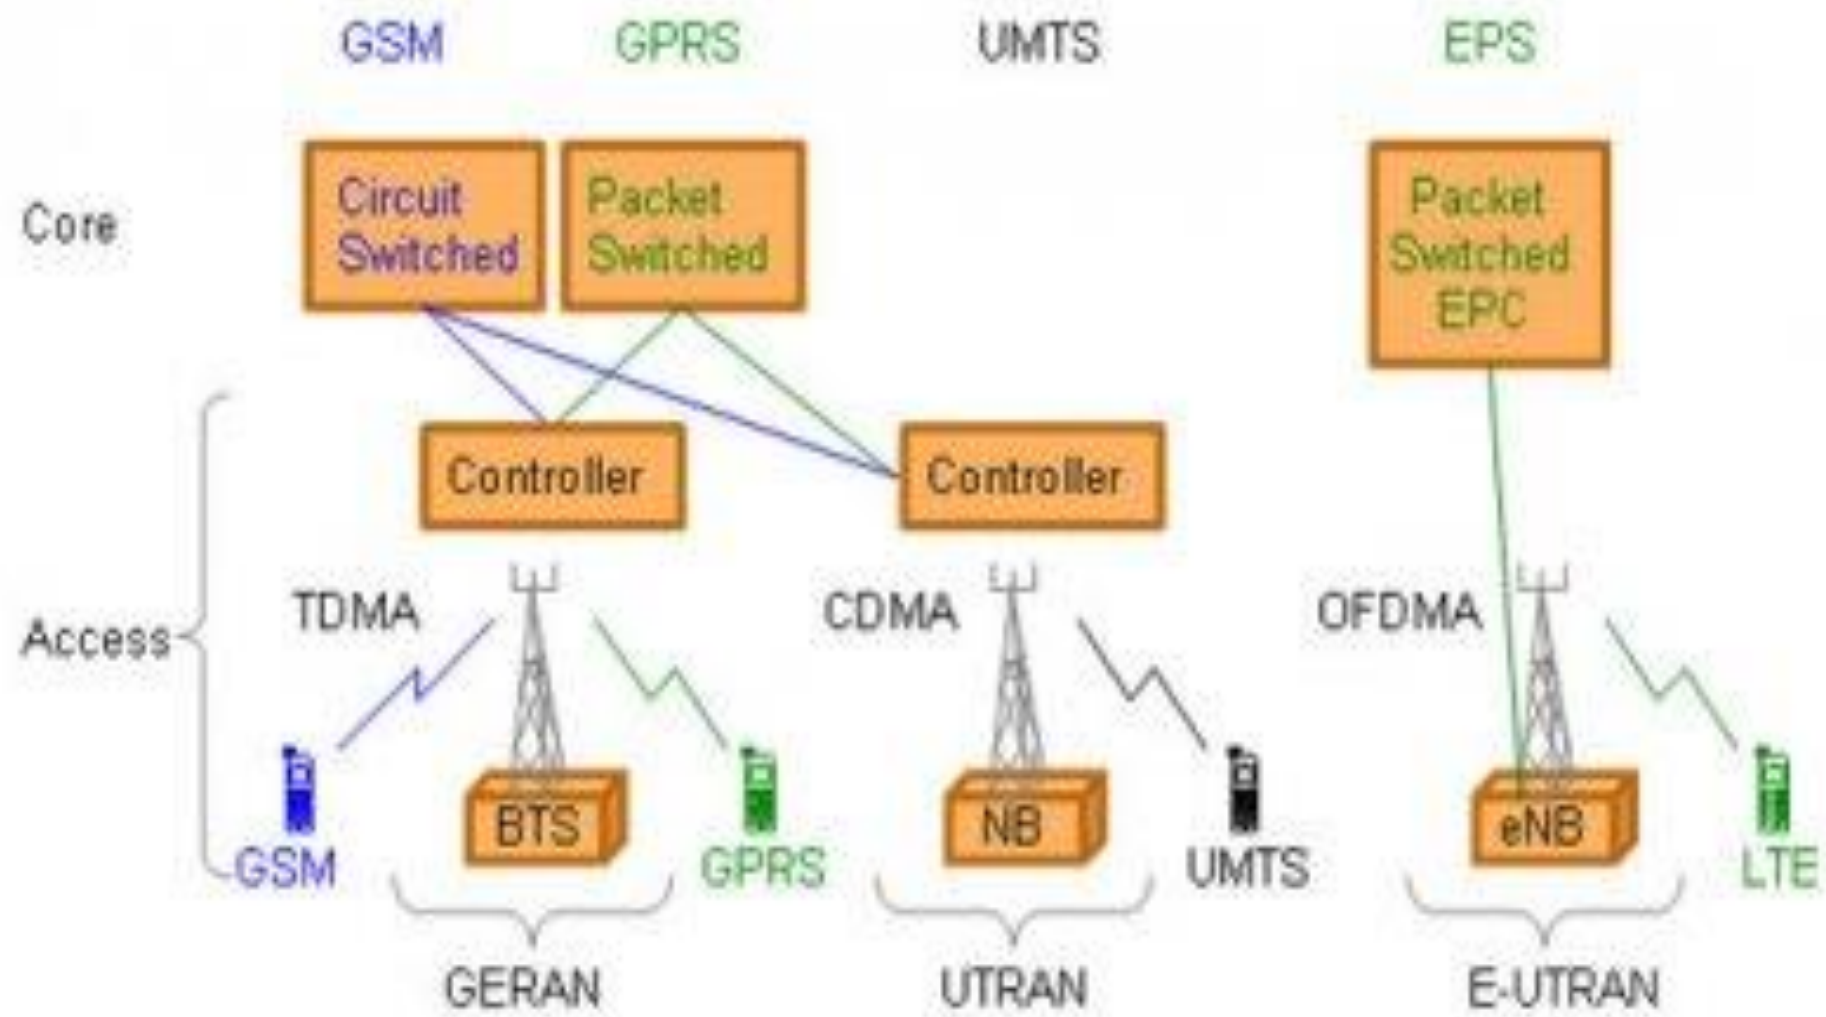 GSM GPRS UMTS EPS
Core
Circuit
Switched
Packet
Switched
Packet
Switched
EPC
Controller Controller
Access
TDMA CDMA OFDMA
BTS NB eNB
GSM GPRS UMTS LTE
GERAN UTRAN E-UTRAN